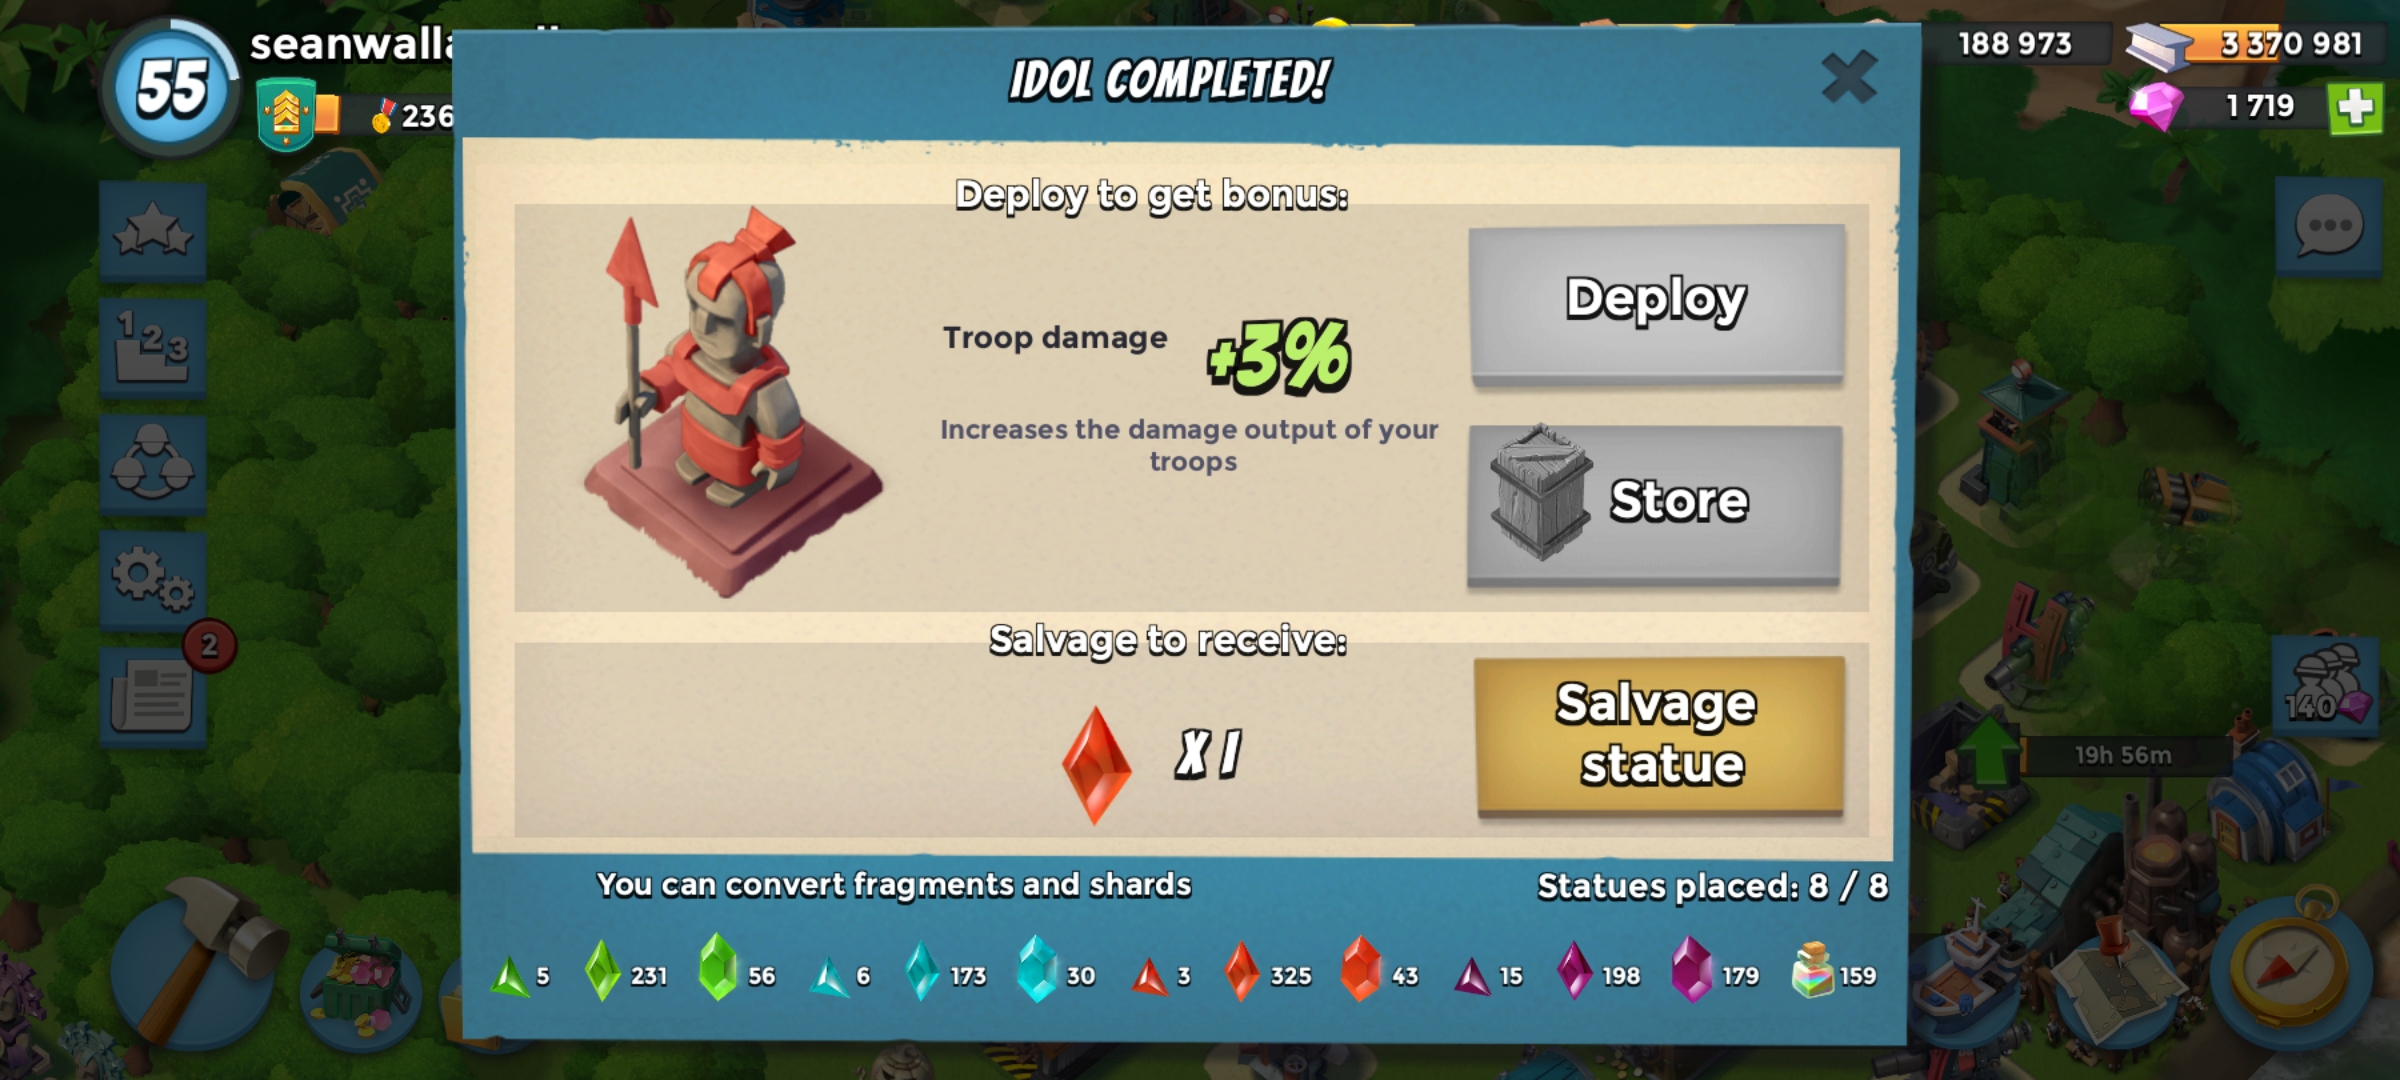 55
236
IDOL COMPLETED!
188 973
3 370 981
1 719
Deploy to get bonus:
Deploy
Troop damage
+3%
Increases the damage output of your
troops
Store
1 2 3
2
Salvage to receive:
X 1
Salvage
statue
140
19h 56m
You can convert fragments and shards
Statues placed: 8 / 8
5 231 56 6 173 30 3 325 43 15 198 179 159